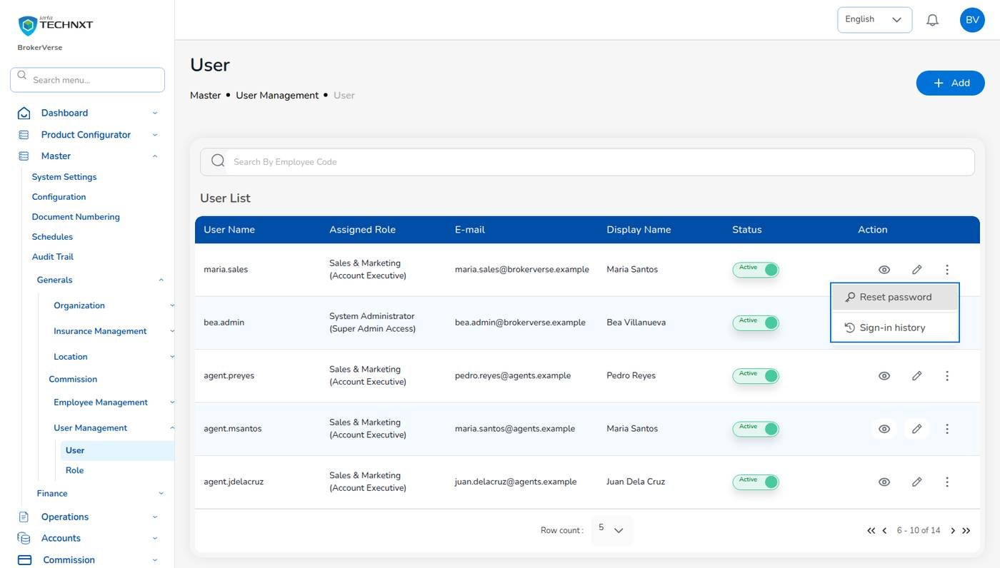 iorta
TECHNXT
BrokerVerse
Search menu...
Dashboard
Product Configurator
Master
System Settings
Configuration
Document Numbering
Schedules
Audit Trail
Generals
Organization
Insurance Management
Location
Commission
Employee Management
User Management
User
Role
Finance
Operations
Accounts
Commission
English
BV
User
Master • User Management • User
+ Add
Search By Employee Code
User List
User Name Assigned Role E-mail Display Name Status Action
maria.sales Sales & Marketing (Account Executive) maria.sales@brokerverse.example Maria Santos Active
Reset password
Sign-in history
bea.admin System Administrator (Super Admin Access) bea.admin@brokerverse.example Bea Villanueva Active
agent.preyes Sales & Marketing (Account Executive) pedro.reyes@agents.example Pedro Reyes Active
agent.msantos Sales & Marketing (Account Executive) maria.santos@agents.example Maria Santos Active
agent.jdelacruz Sales & Marketing (Account Executive) juan.delacruz@agents.example Juan Dela Cruz Active
Row count : 5 6 - 10 of 14